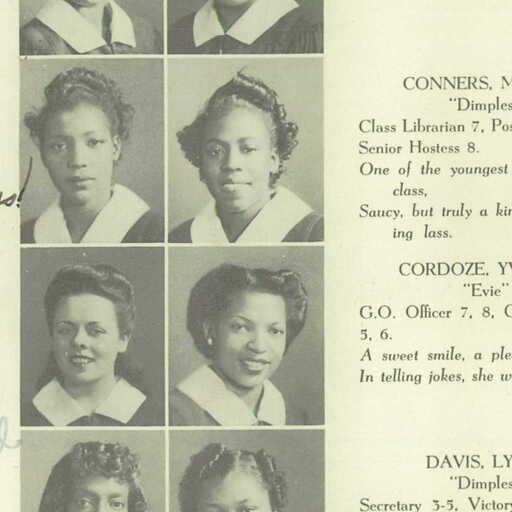 s!
CONNERS, M
"Dimples
Class Librarian 7, Pos
Senior Hostess 8.
One of the youngest
class,
Saucy, but truly a kin
ing lass.
CORDOZE, YV
"Evie"
G.O. Officer 7, 8, C
5, 6.
A sweet smile, a ple
In telling jokes, she w
DAVIS, LY
"Dimples
Secretary 3-5, Victory